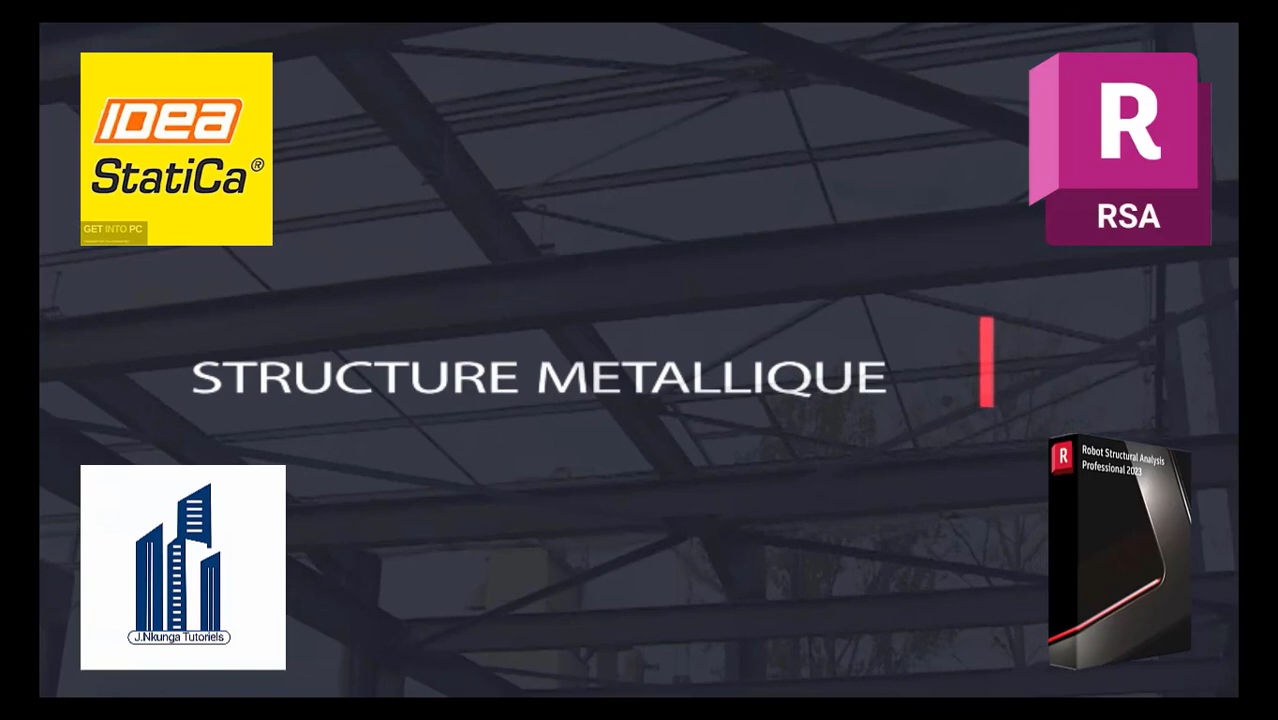 IDEA
StatiCa®
GET INTO PC
R
RSA
STRUCTURE METALLIQUE
J.Nkunga Tutoriels
R
Robot Structural Analysis
Professional 2023